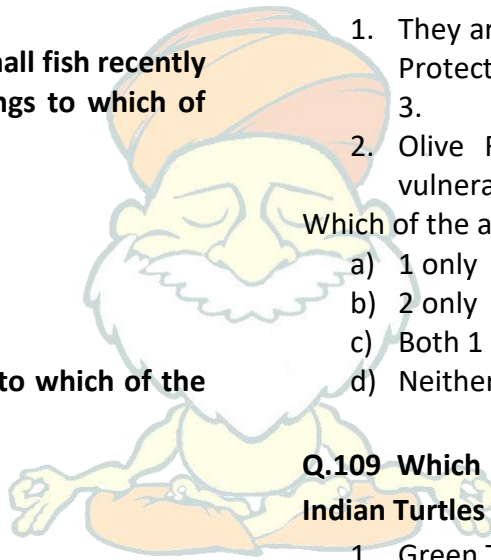 all fish recently
ngs to which of
to which of the
1. They ar
Protect
3.
2. Olive
vulnera
Which of the a
a) 1 only
b) 2 only
c) Both 1
d) Neither
Q.109 Which
Indian Turtles
1. Green